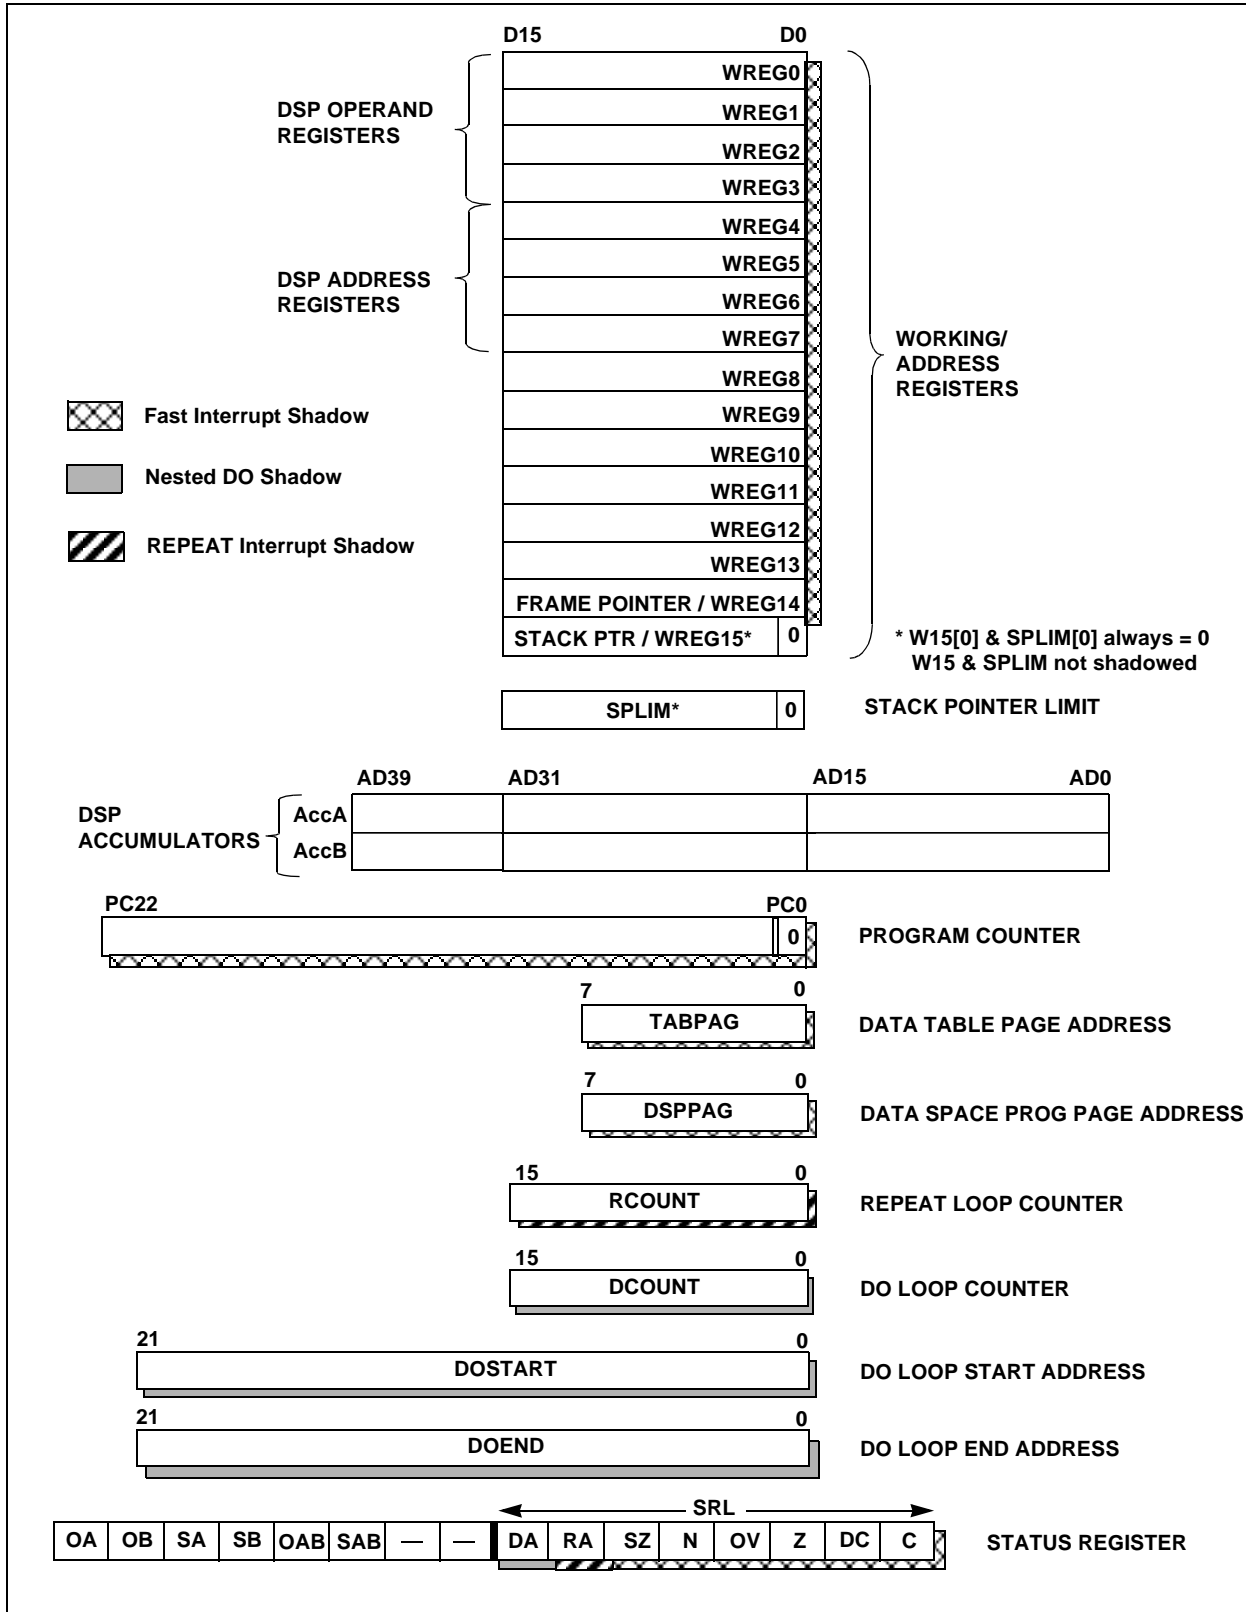 D15 D0
WREG0
DSP OPERAND
REGISTERS
WREG1
WREG2
WREG3
WREG4
WREG5
DSP ADDRESS
REGISTERS
WREG6
WREG7
WORKING/
ADDRESS
REGISTERS
WREG8
Fast Interrupt Shadow
WREG9
WREG10
Nested DO Shadow
WREG11
WREG12
REPEAT Interrupt Shadow
WREG13
FRAME POINTER / WREG14
STACK PTR / WREG15* 0
* W15[0] & SPLIM[0] always = 0
W15 & SPLIM not shadowed
SPLIM* 0 STACK POINTER LIMIT
AD39 AD31 AD15 AD0
DSP
ACCUMULATORS
AccA
AccB
PC22 PC0
0 PROGRAM COUNTER
7 0
TABPAG DATA TABLE PAGE ADDRESS
7 0
DSPPAG DATA SPACE PROG PAGE ADDRESS
15 0
RCOUNT REPEAT LOOP COUNTER
15 0
DCOUNT DO LOOP COUNTER
21 0
DOSTART DO LOOP START ADDRESS
21 0
DOEND DO LOOP END ADDRESS
SRL
OA OB SA SB OAB SAB — — DA RA SZ N OV Z DC C STATUS REGISTER